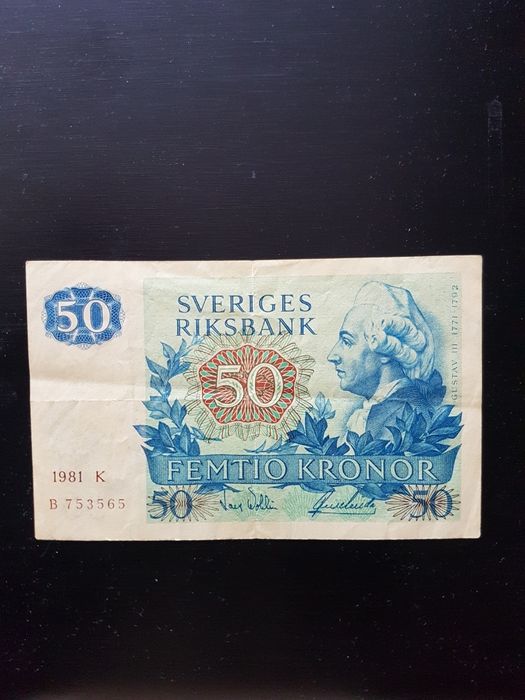 50
SVERIGES
RIKSBANK
50
GUSTAV III 1771-1792
FEMTIO KRONOR
1981 K
B 753565
50
50